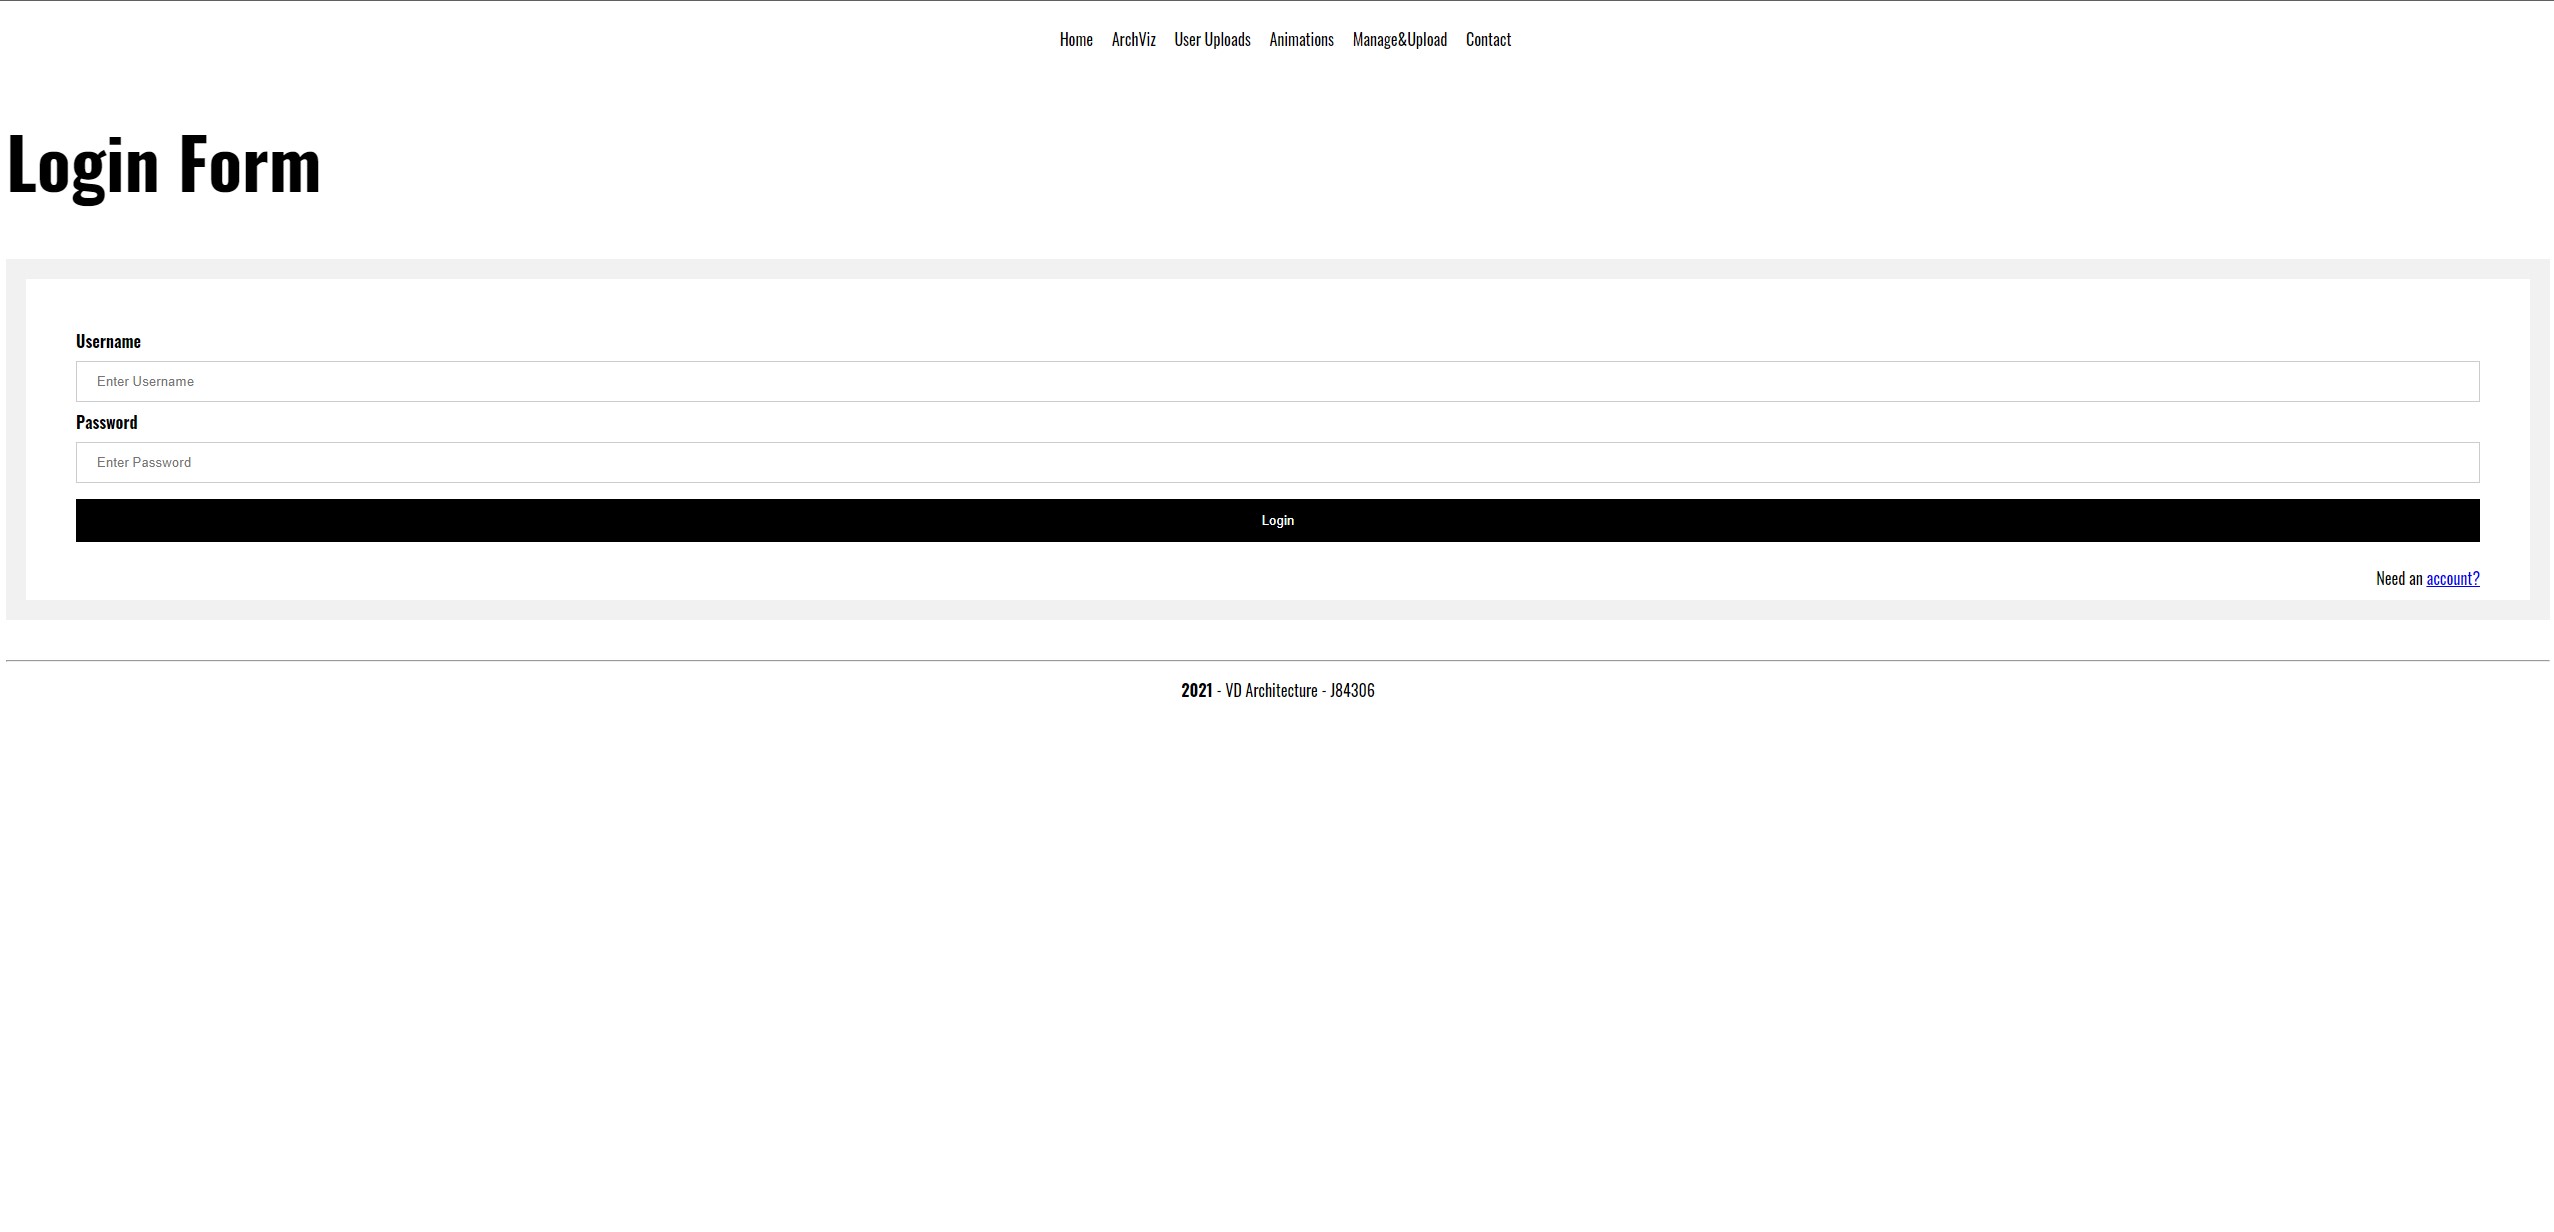 Home ArchViz User Uploads Animations Manage&Upload Contact
Login Form
Username
Enter Username
Password
Enter Password
Login
Need an account?
2021 - VD Architecture - J84306